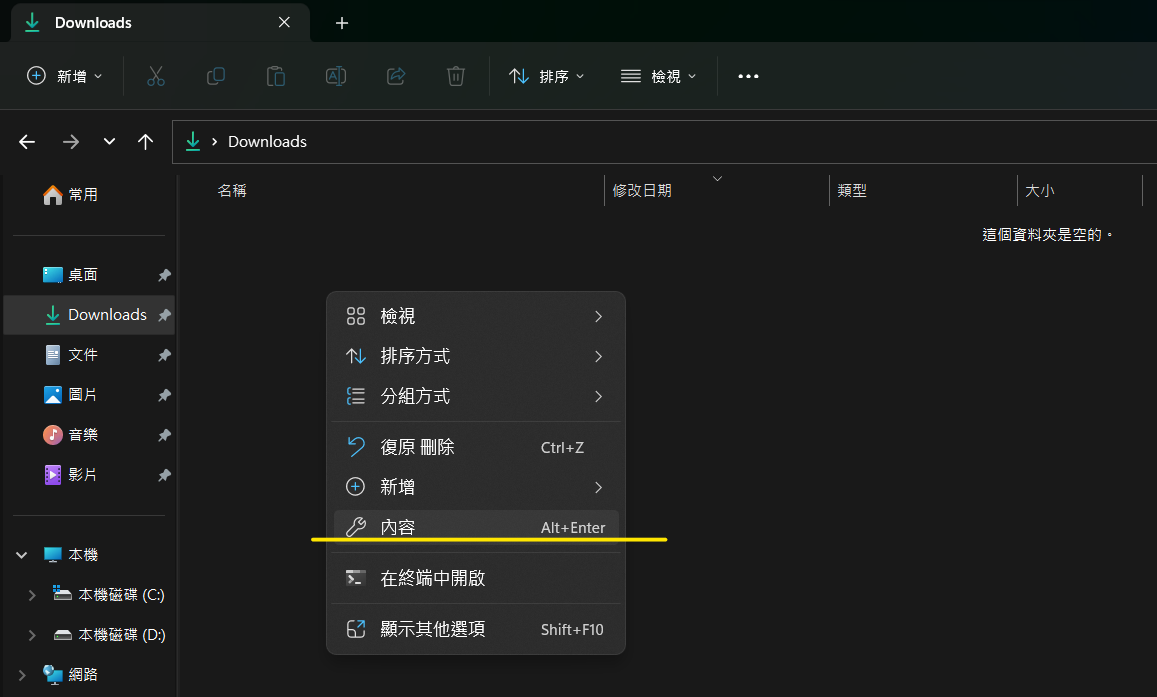 Downloads
新增
排序
檢視
Downloads
常用
名稱
修改日期
類型
大小
這個資料夾是空的。
桌面
Downloads
文件
圖片
音樂
影片
本機
本機磁碟 (C:)
本機磁碟 (D:)
網路
檢視
排序方式
分組方式
復原 刪除 Ctrl+Z
新增
內容 Alt+Enter
在終端中開啟
顯示其他選項 Shift+F10